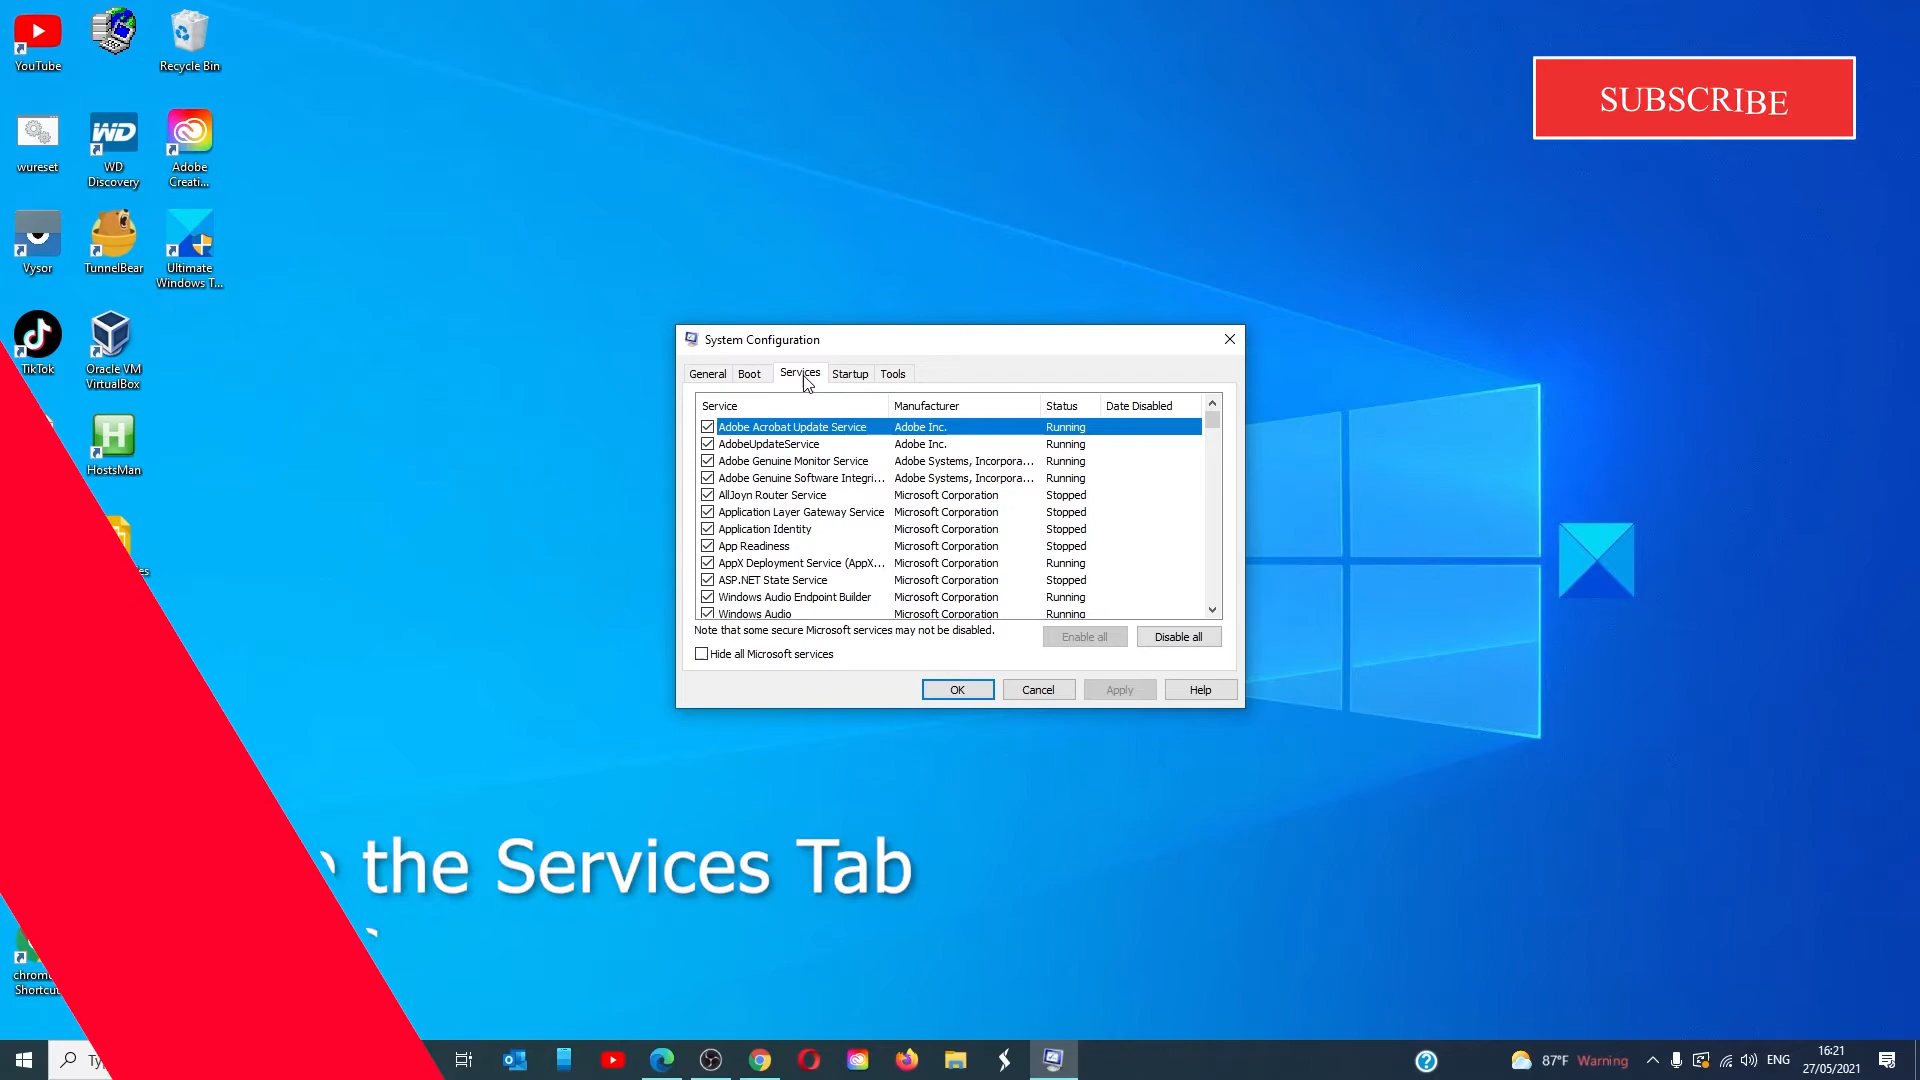 YouTube
Recycle Bin
SUBSCRIBE
wureset
WD
Discovery
Adobe
Creati...
Vysor
TunnelBear
Ultimate
Windows T...
TikTok
Oracle VM
VirtualBox
HostsMan
System Configuration
General Boot Services Startup Tools
Service Manufacturer Status Date Disabled
Adobe Acrobat Update Service Adobe Inc. Running
AdobeUpdateService Adobe Inc. Running
Adobe Genuine Monitor Service Adobe Systems, Incorpora... Running
Adobe Genuine Software Integri... Adobe Systems, Incorpora... Running
AllJoyn Router Service Microsoft Corporation Stopped
Application Layer Gateway Service Microsoft Corporation Stopped
Application Identity Microsoft Corporation Stopped
App Readiness Microsoft Corporation Stopped
AppX Deployment Service (AppX... Microsoft Corporation Running
ASP.NET State Service Microsoft Corporation Stopped
Windows Audio Endpoint Builder Microsoft Corporation Running
Windows Audio Microsoft Corporation Running
Note that some secure Microsoft services may not be disabled.
Enable all Disable all
Hide all Microsoft services
OK Cancel Apply Help
the Services Tab
Shortcut
87°F Warning
ENG
16:21
27/05/2021